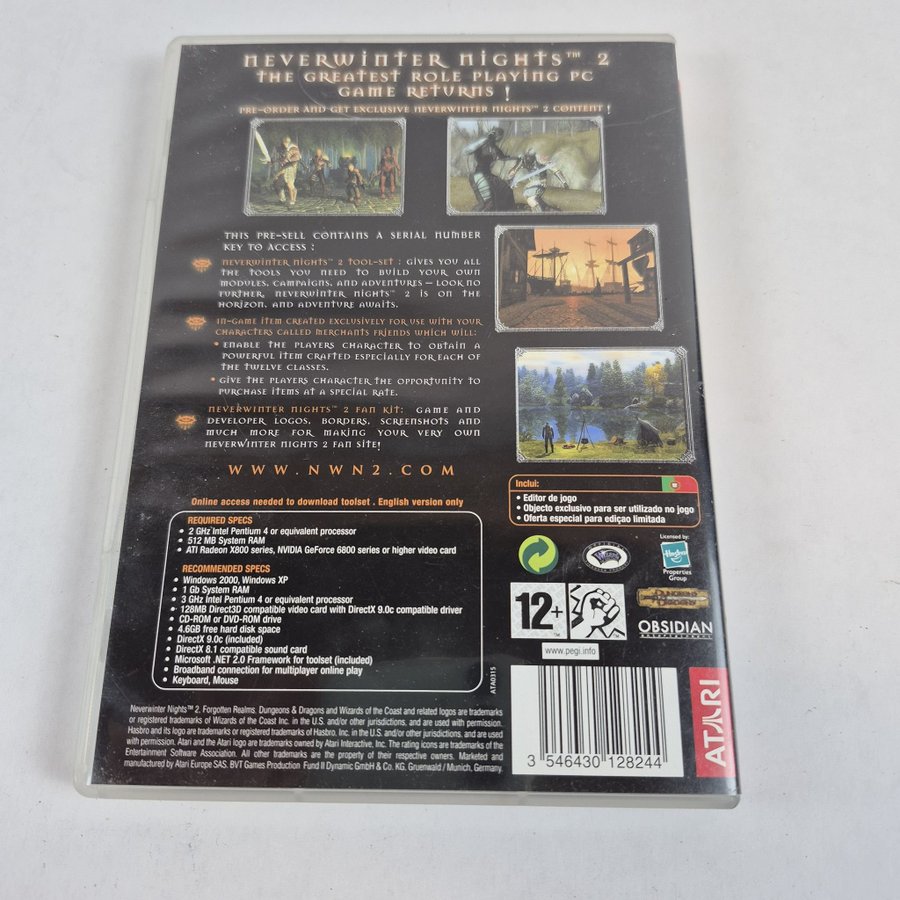 NEVERWINTER NIGHTS™ 2
THE GREATEST ROLE PLAYING PC
GAME RETURNS !
PRE-ORDER AND GET EXCLUSIVE NEVERWINTER NIGHTS™ 2 CONTENT !
THIS PRE-SELL CONTAINS A SERIAL NUMBER
KEY TO ACCESS :
NEVERWINTER NIGHTS™ 2 TOOL-SET : GIVES YOU ALL
THE TOOLS YOU NEED TO BUILD YOUR OWN
MODULES, CAMPAIGNS, AND ADVENTURES – LOOK NO
FURTHER, NEVERWINTER NIGHTS™ 2 IS ON THE
HORIZON, AND ADVENTURE AWAITS.
IN-GAME ITEM CREATED EXCLUSIVELY FOR USE WITH YOUR
CHARACTERS CALLED MERCHANTS FRIENDS WHICH WILL:
• ENABLE THE PLAYERS CHARACTER TO OBTAIN A
POWERFUL ITEM CRAFTED ESPECIALLY FOR EACH OF
THE TWELVE CLASSES.
• GIVE THE PLAYERS CHARACTER THE OPPORTUNITY TO
PURCHASE ITEMS AT A SPECIAL RATE.
NEVERWINTER NIGHTS™ 2 FAN KIT: GAME AND
DEVELOPER LOGOS, BORDERS, SCREENSHOTS AND
MUCH MORE FOR MAKING YOUR VERY OWN
NEVERWINTER NIGHTS 2 FAN SITE!
WWW.NWN2.COM
Online access needed to download toolset . English version only
REQUIRED SPECS
• 2 GHz Intel Pentium 4 or equivalent processor
• 512 MB System RAM
• ATI Radeon X800 series, NVIDIA GeForce 6800 series or higher video card
RECOMMENDED SPECS
• Windows 2000, Windows XP
• 1 Gb System RAM
• 3 GHz Intel Pentium 4 or equivalent processor
• 128MB Direct3D compatible video card with DirectX 9.0c compatible driver
• CD-ROM or DVD-ROM drive
• 4.6GB free hard disk space
• DirectX 9.0c (included)
• DirectX 8.1 compatible sound card
• Microsoft .NET 2.0 Framework for toolset (included)
• Broadband connection for multiplayer online play
• Keyboard, Mouse
Inclui:
• Editor de jogo
• Objecto exclusivo para ser utilizado no jogo
• Oferta especial para ediçao limitada
Licensed by:
Hasbro
Properties
Group
Wizards
DUNGEONS & DRAGONS
12+
www.pegi.info
OBSIDIAN
ENTERTAINMENT
ATA0315
ATARI
3 546430 128244
Neverwinter Nights™ 2, Forgotten Realms, Dungeons & Dragons and Wizards of the Coast and related logos are trademarks
or registered trademarks of Wizards of the Coast Inc. in the U.S. and/or other jurisdictions, and are used with permission.
Hasbro and its logo are trademarks or registered trademarks of Hasbro, Inc. in the U.S. and/or other jurisdictions, and are used
with permission. Atari and the Atari logo are trademarks owned by Atari Interactive, Inc. The rating icons are trademarks of the
Entertainment Software Association. All other trademarks are the property of their respective owners. Marketed and
manufactured by Atari Europe SAS. BVT Games Production Fund II Dynamic GmbH & Co. KG, Gruenwald / Munich, Germany.